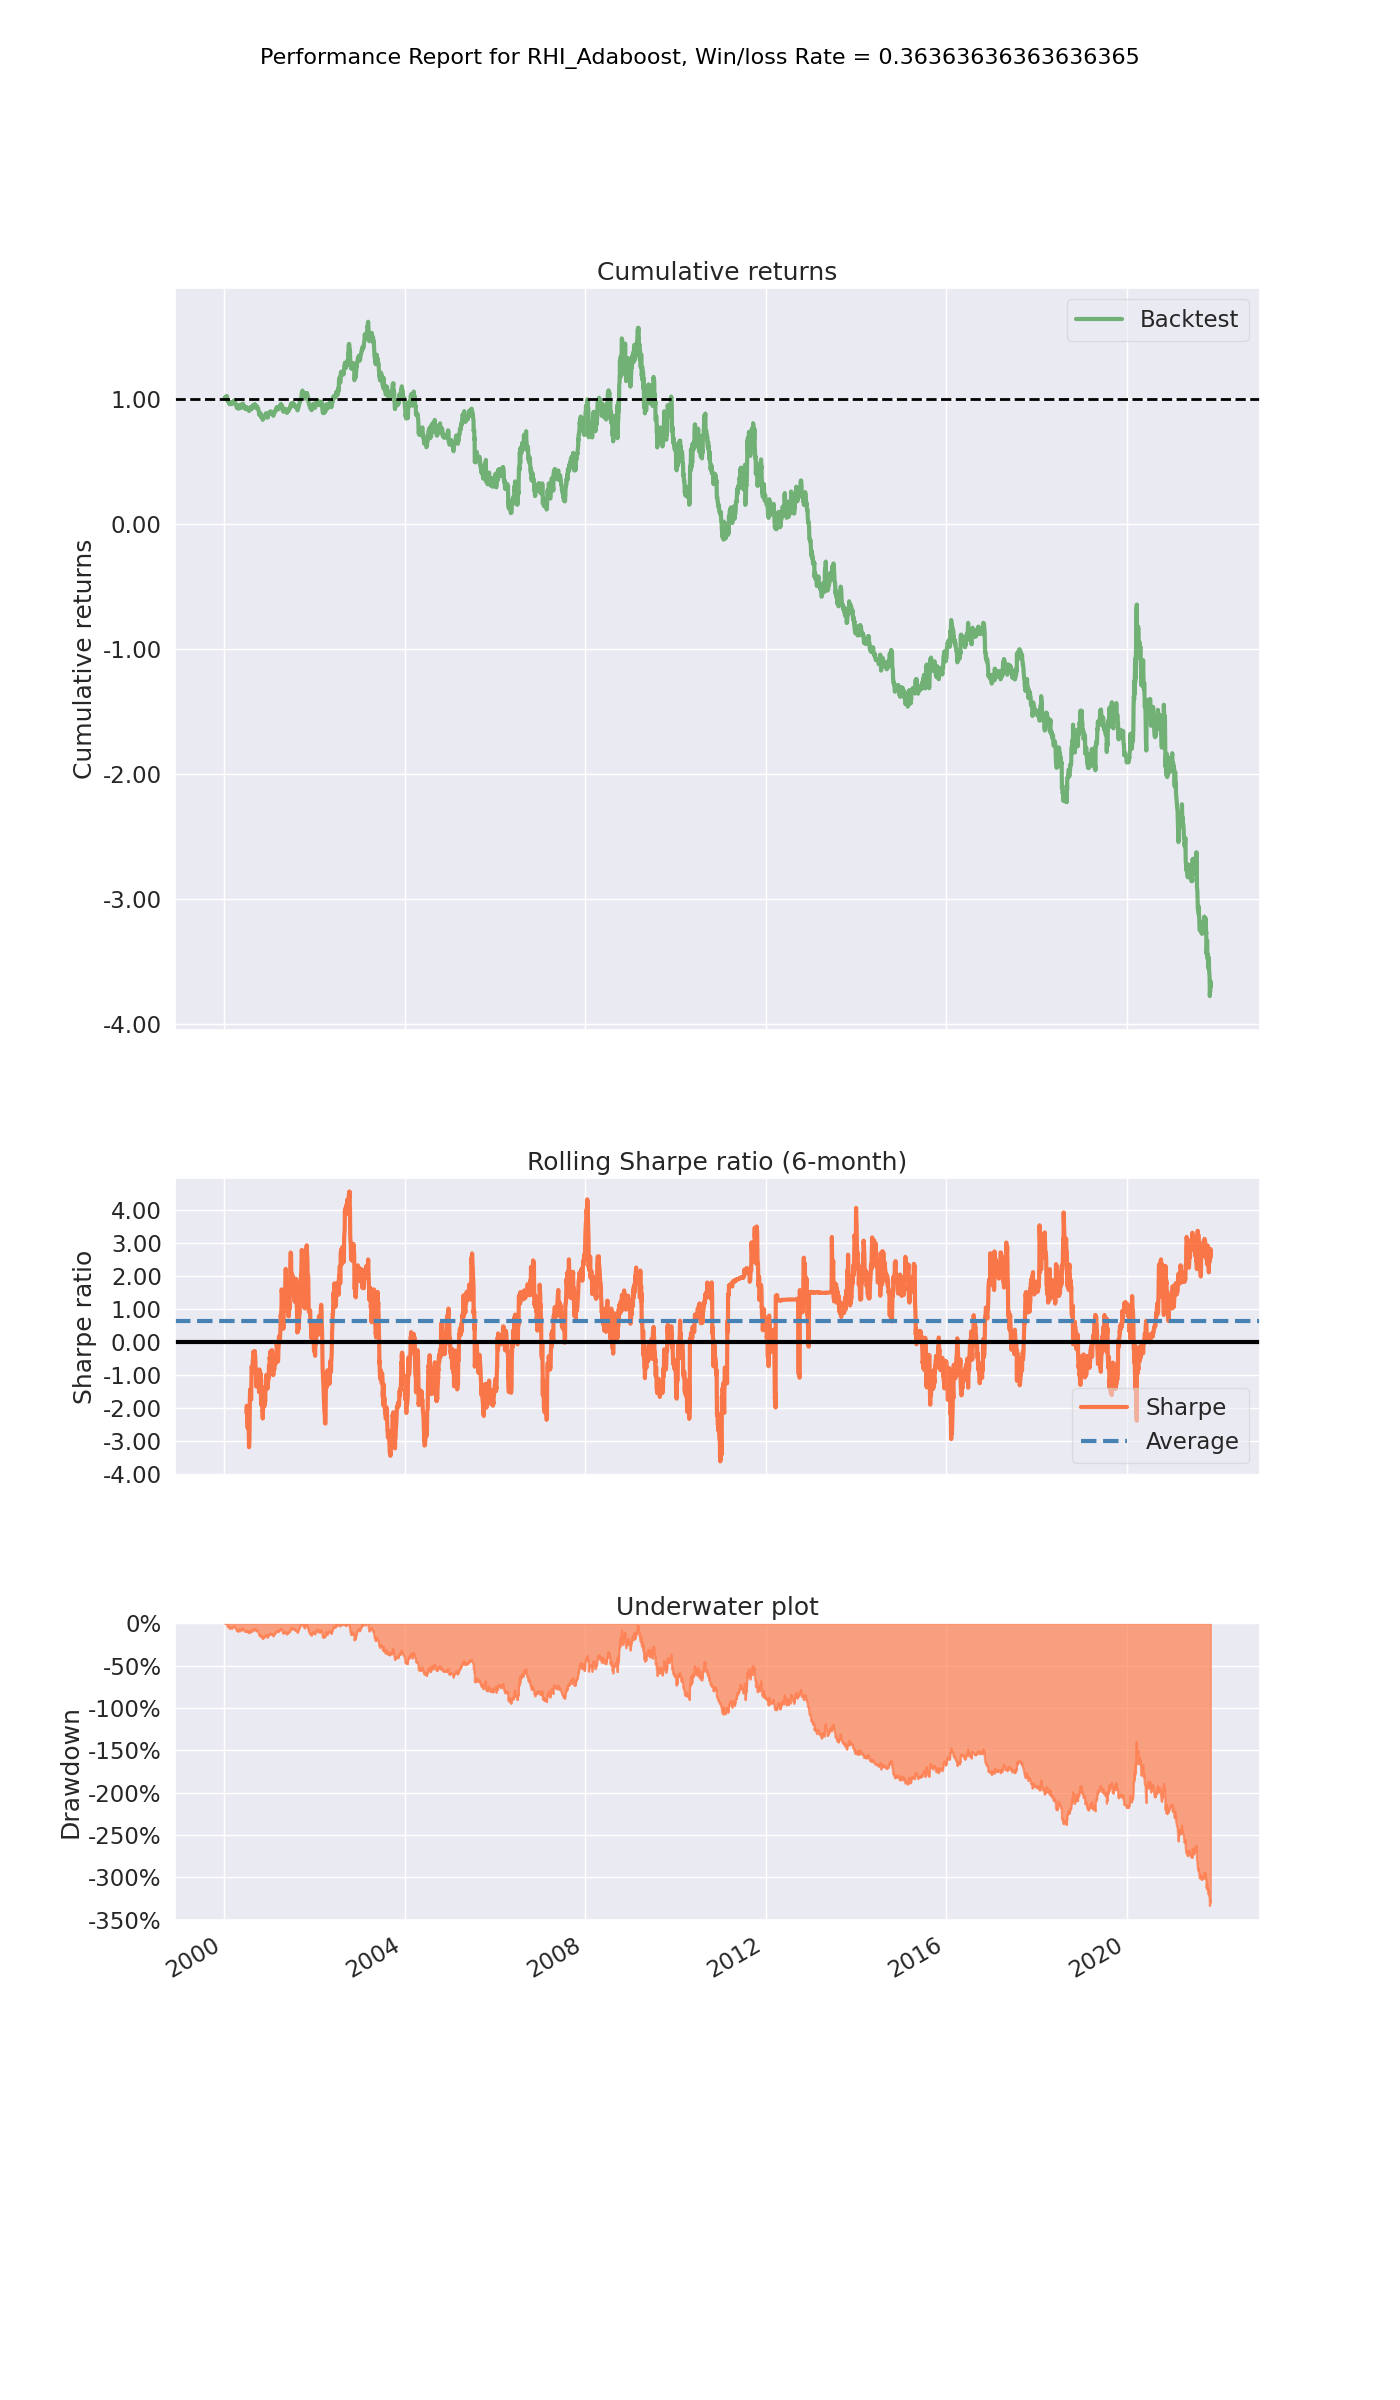 Performance Report for RHI_Adaboost, Win/loss Rate = 0.36363636363636365
Cumulative returns
Backtest
1.00
0.00
-1.00
-2.00
-3.00
-4.00
Cumulative returns
Rolling Sharpe ratio (6-month)
4.00
3.00
2.00
1.00
0.00
-1.00
-2.00
-3.00
-4.00
Sharpe ratio
Sharpe
Average
Underwater plot
0%
-50%
-100%
-150%
-200%
-250%
-300%
-350%
Drawdown
2000
2004
2008
2012
2016
2020